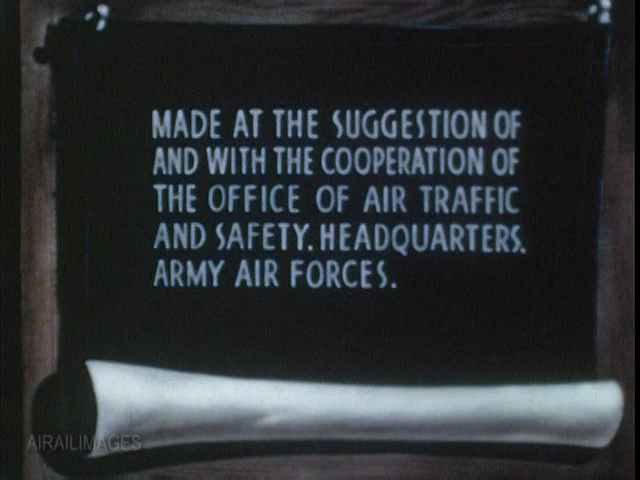 MADE AT THE SUGGESTION OF
AND WITH THE COOPERATION OF
THE OFFICE OF AIR TRAFFIC
AND SAFETY. HEADQUARTERS.
ARMY AIR FORCES.
AIRAILIMAGES